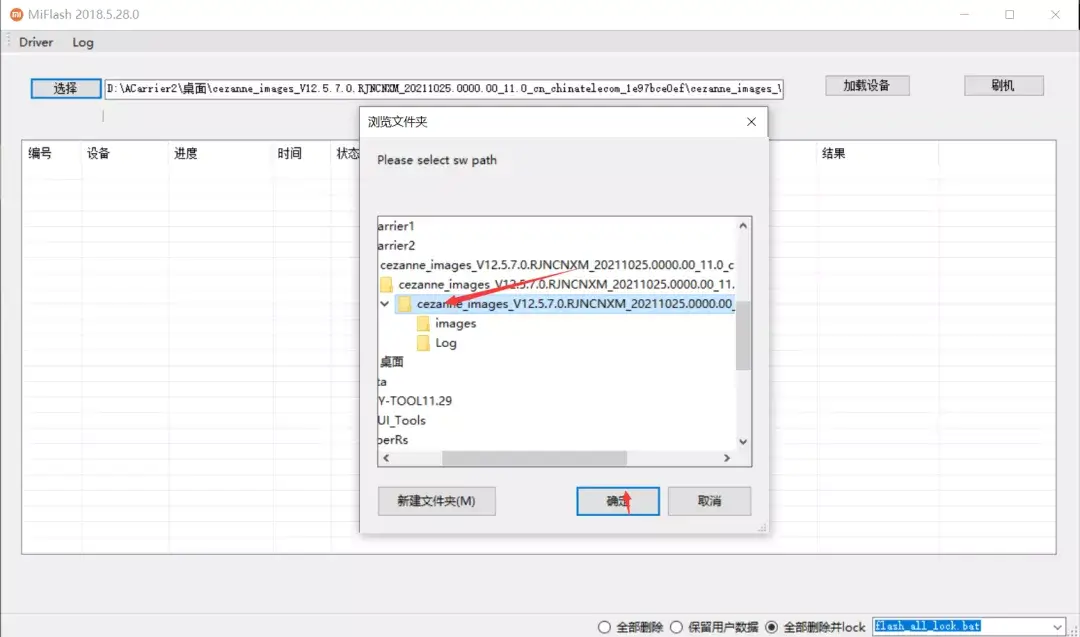 MiFlash 2018.5.28.0
Driver Log
选择 D:\ACarrier2\桌面\cezanne_images_V12.5.7.0.RJNCNXM_20211025.0000.00_11.0_cn_chinatelecom_1e97bce0ef\cezanne_images_V 加载设备 刷机
浏览文件夹
Please select sw path
编号 设备 进度 时间 状态 结果
arrier1
arrier2
cezanne_images_V12.5.7.0.RJNCNXM_20211025.0000.00_11.0_c
cezanne_images_V12.5.7.0.RJNCNXM_20211025.0000.00_11.
cezanne_images_V12.5.7.0.RJNCNXM_20211025.0000.00_
images
Log
桌面
ta
Y-TOOL11.29
UI_Tools
perRs
新建文件夹(M) 确定 取消
全部删除 保留用户数据 全部删除并lock flash_all_lock.bat